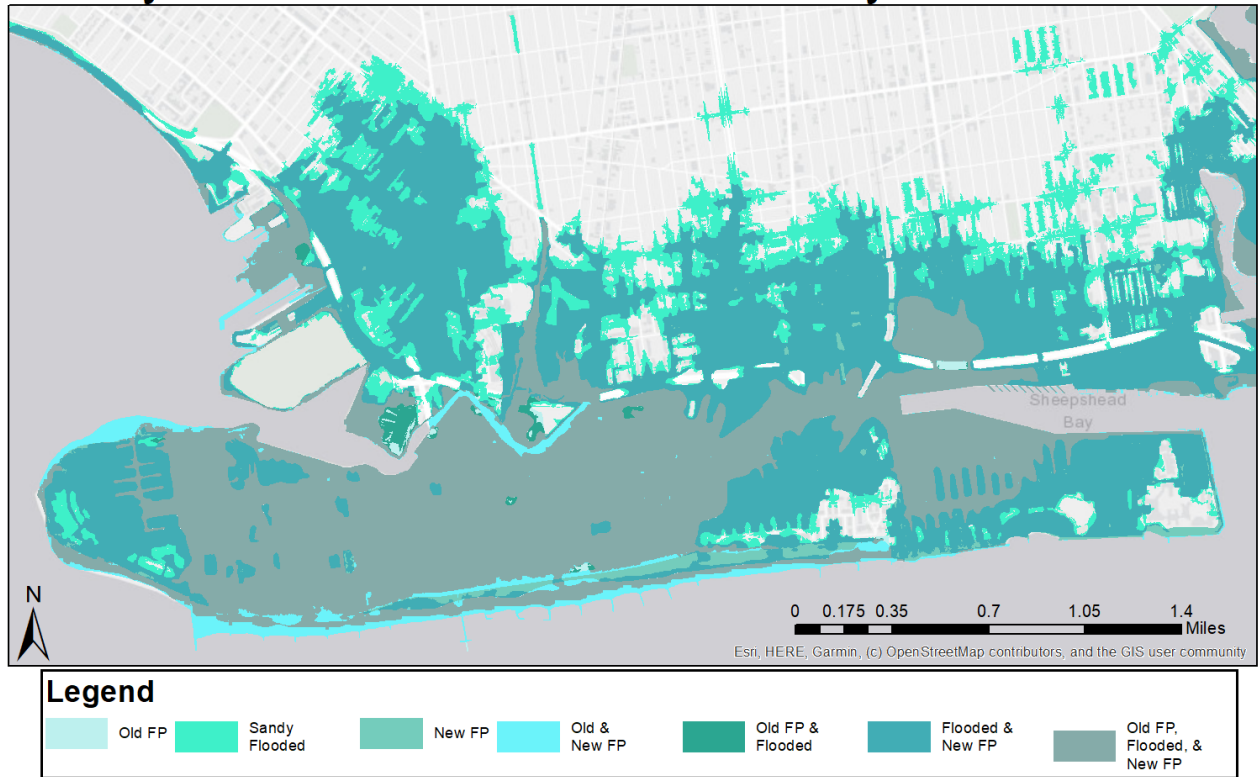 Sheepshead
Bay
N
0 0.175 0.35 0.7 1.05 1.4
Miles
Esri, HERE, Garmin, (c) OpenStreetMap contributors, and the GIS user community
Legend
Old FP
Sandy
Flooded
New FP
Old &
New FP
Old FP &
Flooded
Flooded &
New FP
Old FP,
Flooded, &
New FP